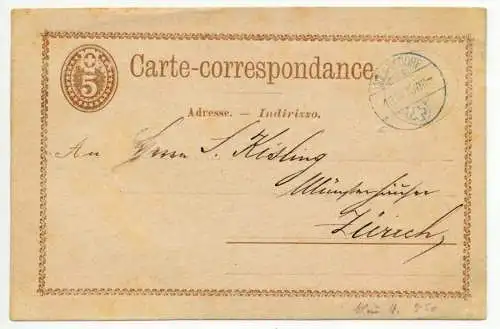 5
Carte-correspondance.
Adresse. — Indirizzo.
An Herrn S. Kisling
Münsterhäuser
Zürich